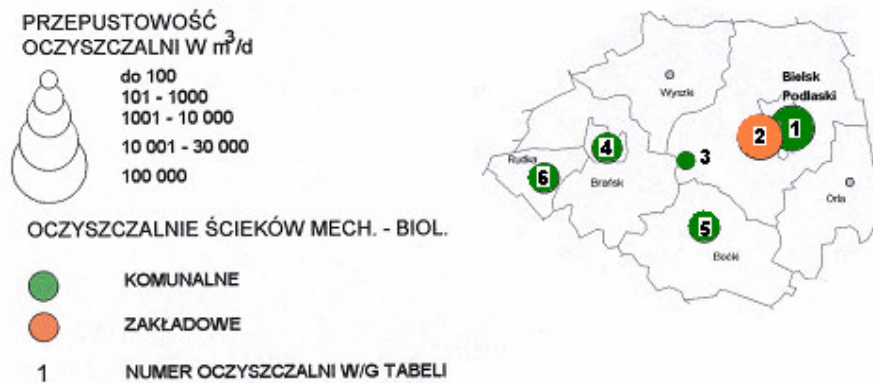 PRZEPUSTOWOŚĆ
OCZYSZCZALNI W m³/d
do 100
101 - 1000
1001 - 10 000
10 001 - 30 000
100 000
OCZYSZCZALNIE ŚCIEKÓW MECH. - BIOL.
KOMUNALNE
ZAKŁADOWE
1 NUMER OCZYSZCZALNI W/G TABELI
Bielsk
Podlaski
Wyszki
1
2
3
4
Rudka
6
Brańsk
Orla
5
Boćki